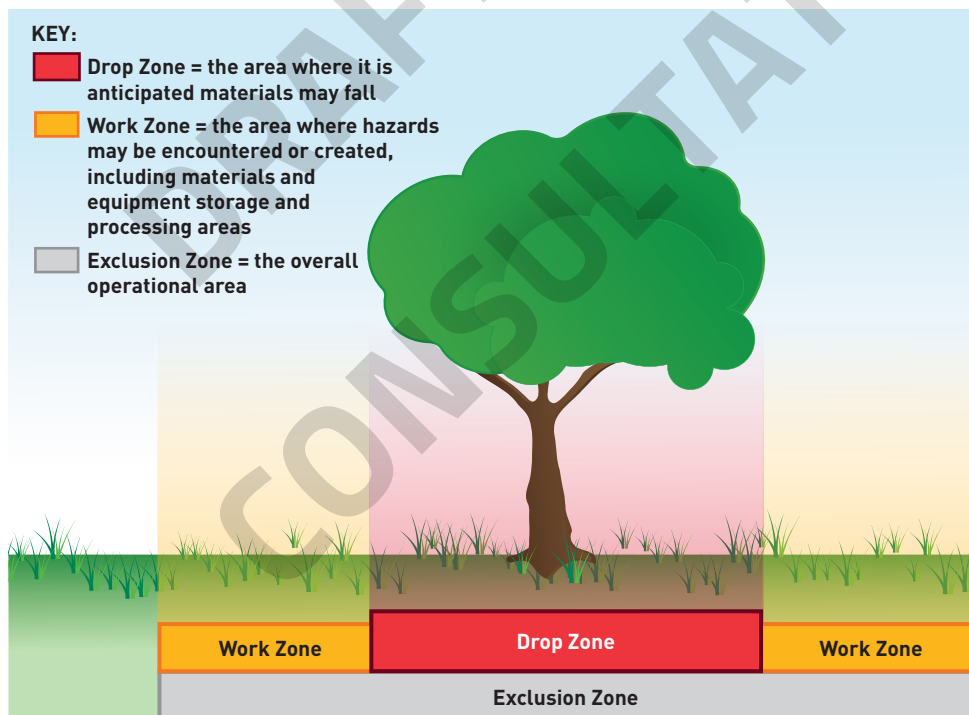 KEY:
Drop Zone = the area where it is
anticipated materials may fall
Work Zone = the area where hazards
may be encountered or created,
including materials and
equipment storage and
processing areas
Exclusion Zone = the overall
operational area
Work Zone
Drop Zone
Work Zone
Exclusion Zone